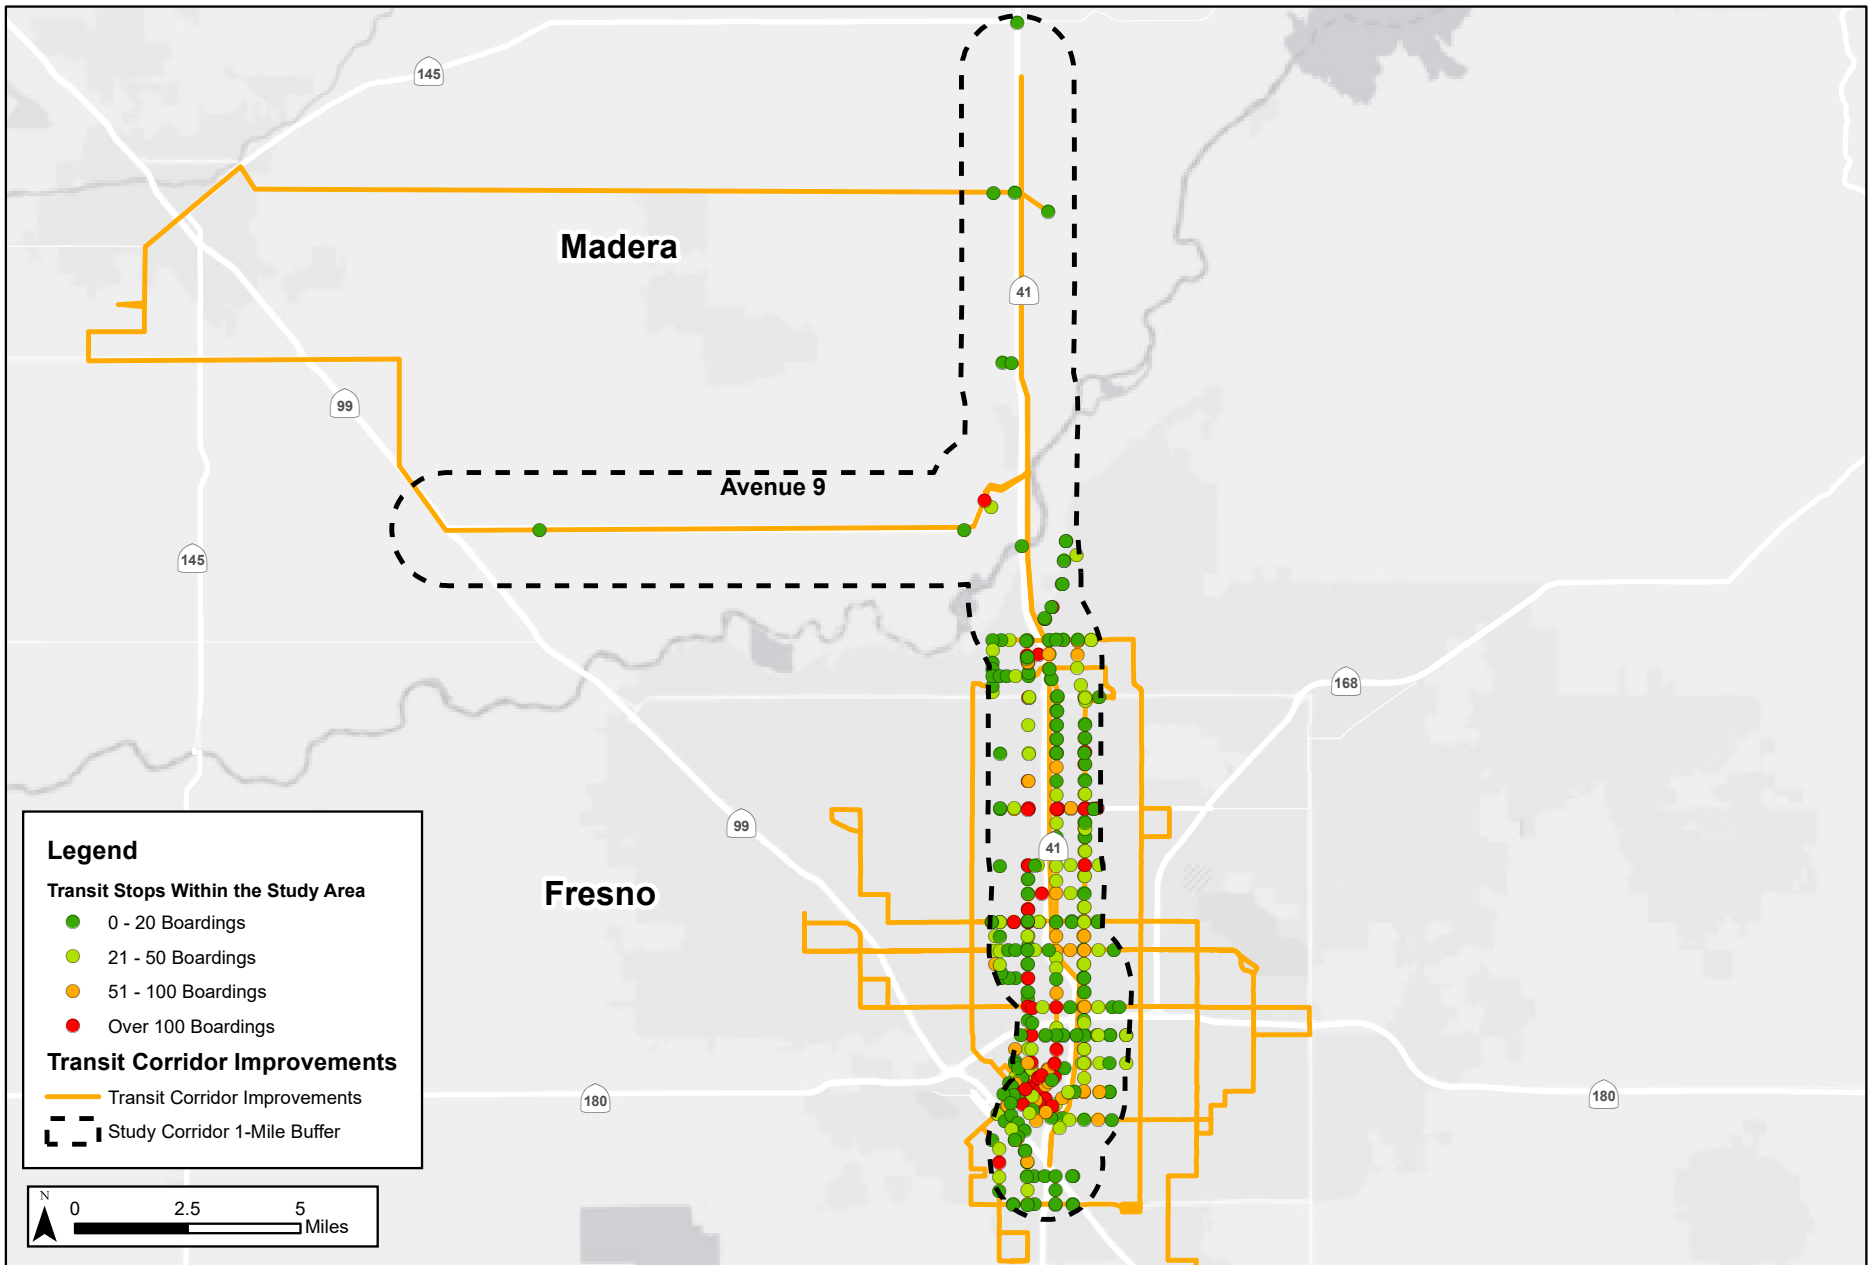 145
Madera
41
99
Avenue 9
145
168
99
41
Fresno
180
180
Legend
Transit Stops Within the Study Area
0 - 20 Boardings
21 - 50 Boardings
51 - 100 Boardings
Over 100 Boardings
Transit Corridor Improvements
Transit Corridor Improvements
Study Corridor 1-Mile Buffer
N
0 2.5 5
Miles